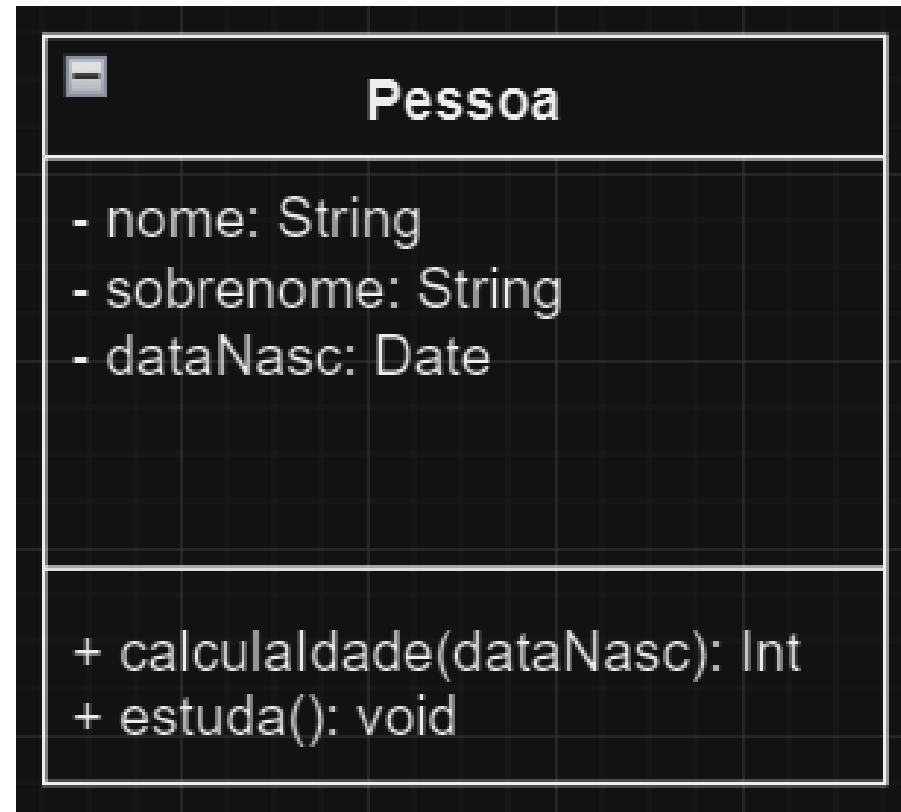 Pessoa
- nome: String
- sobrenome: String
- dataNasc: Date
+ calculaIdade(dataNasc): Int
+ estuda(): void